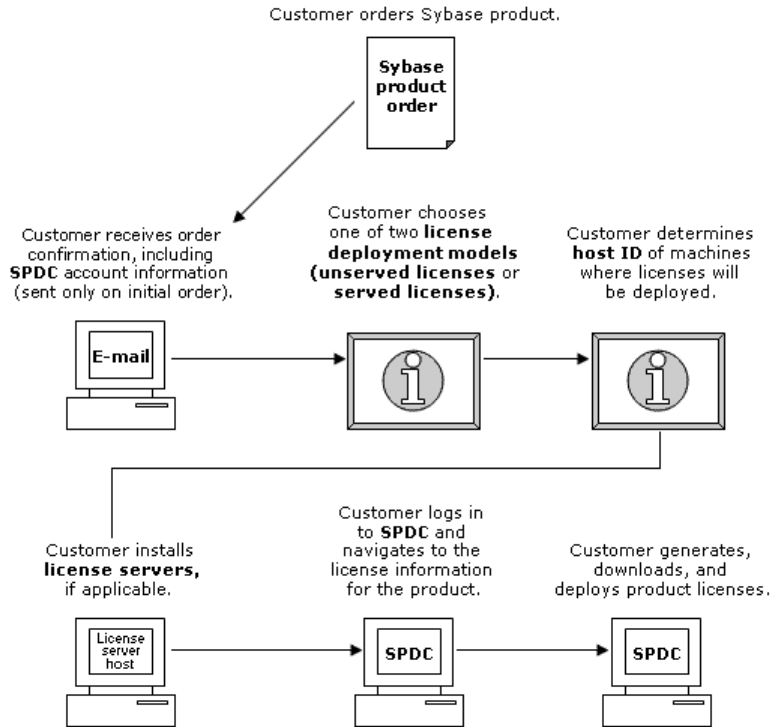 Customer orders Sybase product.
Sybase
product
order
Customer receives order
confirmation, including
SPDC account information
(sent only on initial order).
Customer chooses
one of two license
deployment models
(unserved licenses or
served licenses).
Customer determines
host ID of machines
where licenses will
be deployed.
E-mail
i
i
Customer installs
license servers,
if applicable.
Customer logs in
to SPDC and
navigates to the
license information
for the product.
Customer generates,
downloads, and
deploys product licenses.
License
server
host
SPDC
SPDC